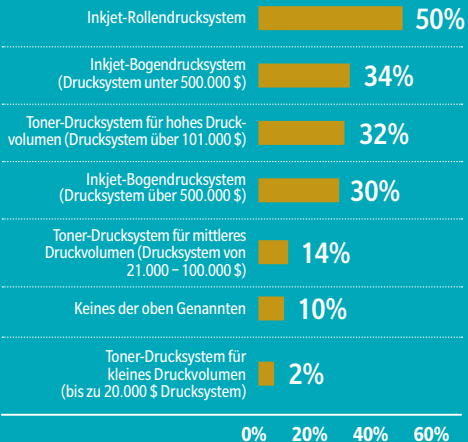 Inkjet-Rollendrucksystem
50%
Inkjet-Bogendrucksystem
(Drucksystem unter 500.000 $)
34%
Toner-Drucksystem für hohes Druck-
volumen (Drucksystem über 101.000 $)
32%
Inkjet-Bogendrucksystem
(Drucksystem über 500.000 $)
30%
Toner-Drucksystem für mittleres
Druckvolumen (Drucksystem von
21.000 – 100.000 $)
14%
Keines der oben Genannten
10%
Toner-Drucksystem für
kleines Druckvolumen
(bis zu 20.000 $ Drucksystem)
2%
0% 20% 40% 60%